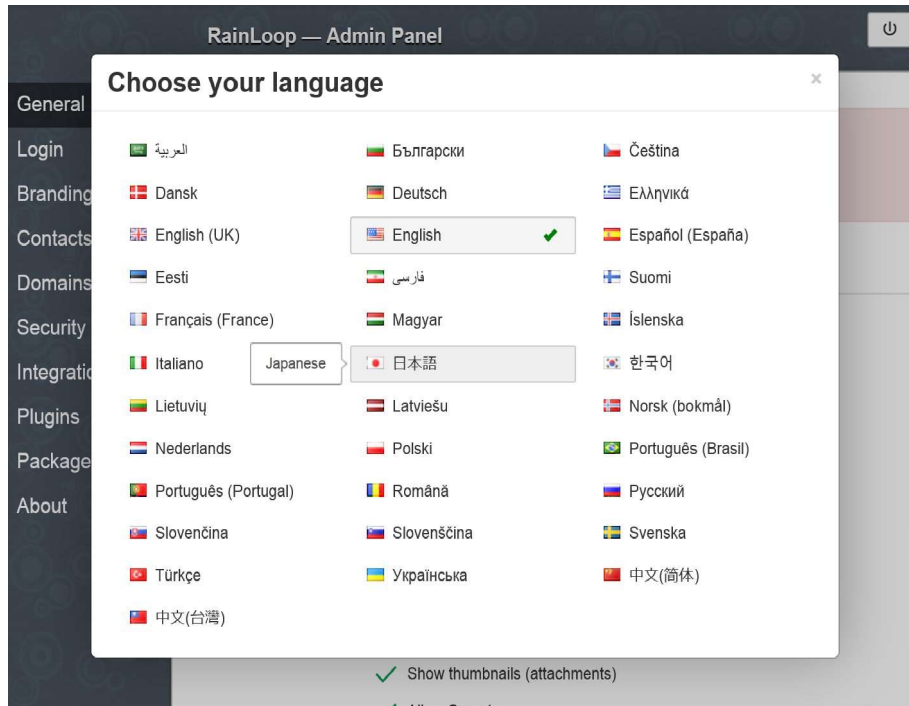 RainLoop — Admin Panel
Choose your language
×
General
Login
Branding
Contacts
Domains
Security
Plugins
About
العربية
Български
Čeština
Dansk
Deutsch
Ελληνικά
English (UK)
English
Español (España)
Eesti
فارسی
Suomi
Français (France)
Magyar
Íslenska
Italiano
Japanese
日本語
한국어
Lietuvių
Latviešu
Norsk (bokmål)
Nederlands
Polski
Português (Brasil)
Português (Portugal)
Română
Русский
Slovenčina
Slovenščina
Svenska
Türkçe
Українська
中文(简体)
中文(台灣)
Show thumbnails (attachments)